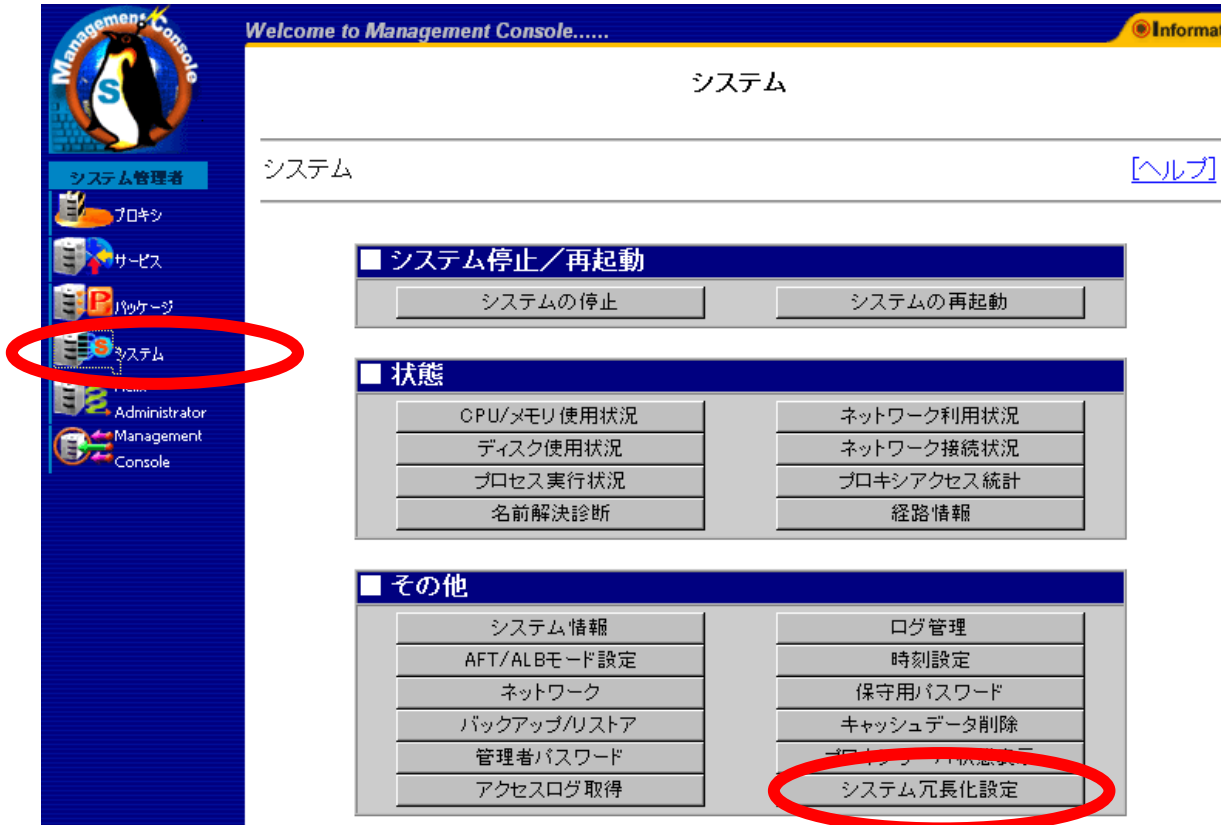 Management Console
S
Welcome to Management Console......
Informat
システム
システム
[ヘルプ]
システム管理者
プロキシ
サービス
P
パッケージ
S
システム
Administrator
Management
Console
■ システム停止／再起動
システムの停止 システムの再起動
■ 状態
CPU/メモリ使用状況 ネットワーク利用状況
ディスク使用状況 ネットワーク接続状況
プロセス実行状況 プロキシアクセス統計
名前解決診断 経路情報
■ その他
システム情報 ログ管理
AFT/ALBモード設定 時刻設定
ネットワーク 保守用パスワード
バックアップ/リストア キャッシュデータ削除
管理者パスワード
アクセスログ取得 システム冗長化設定